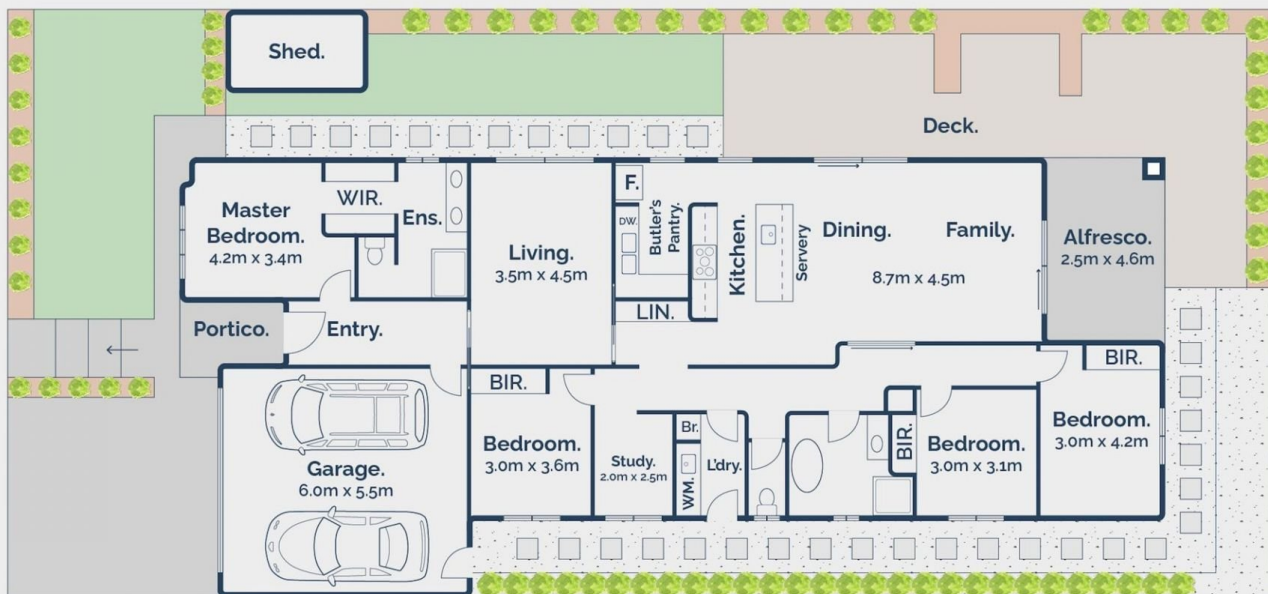 Shed.
Deck.
Master
Bedroom.
4.2m x 3.4m
WIR.
Ens.
Living.
3.5m x 4.5m
F.
DW.
Butler's
Pantry.
LIN.
Kitchen.
Servery
Dining.
Family.
8.7m x 4.5m
Alfresco.
2.5m x 4.6m
Portico.
Entry.
Garage.
6.0m x 5.5m
BIR.
Bedroom.
3.0m x 3.6m
Study.
2.0m x 2.5m
Br.
WM.
L'dry.
BIR.
Bedroom.
3.0m x 3.1m
BIR.
Bedroom.
3.0m x 4.2m